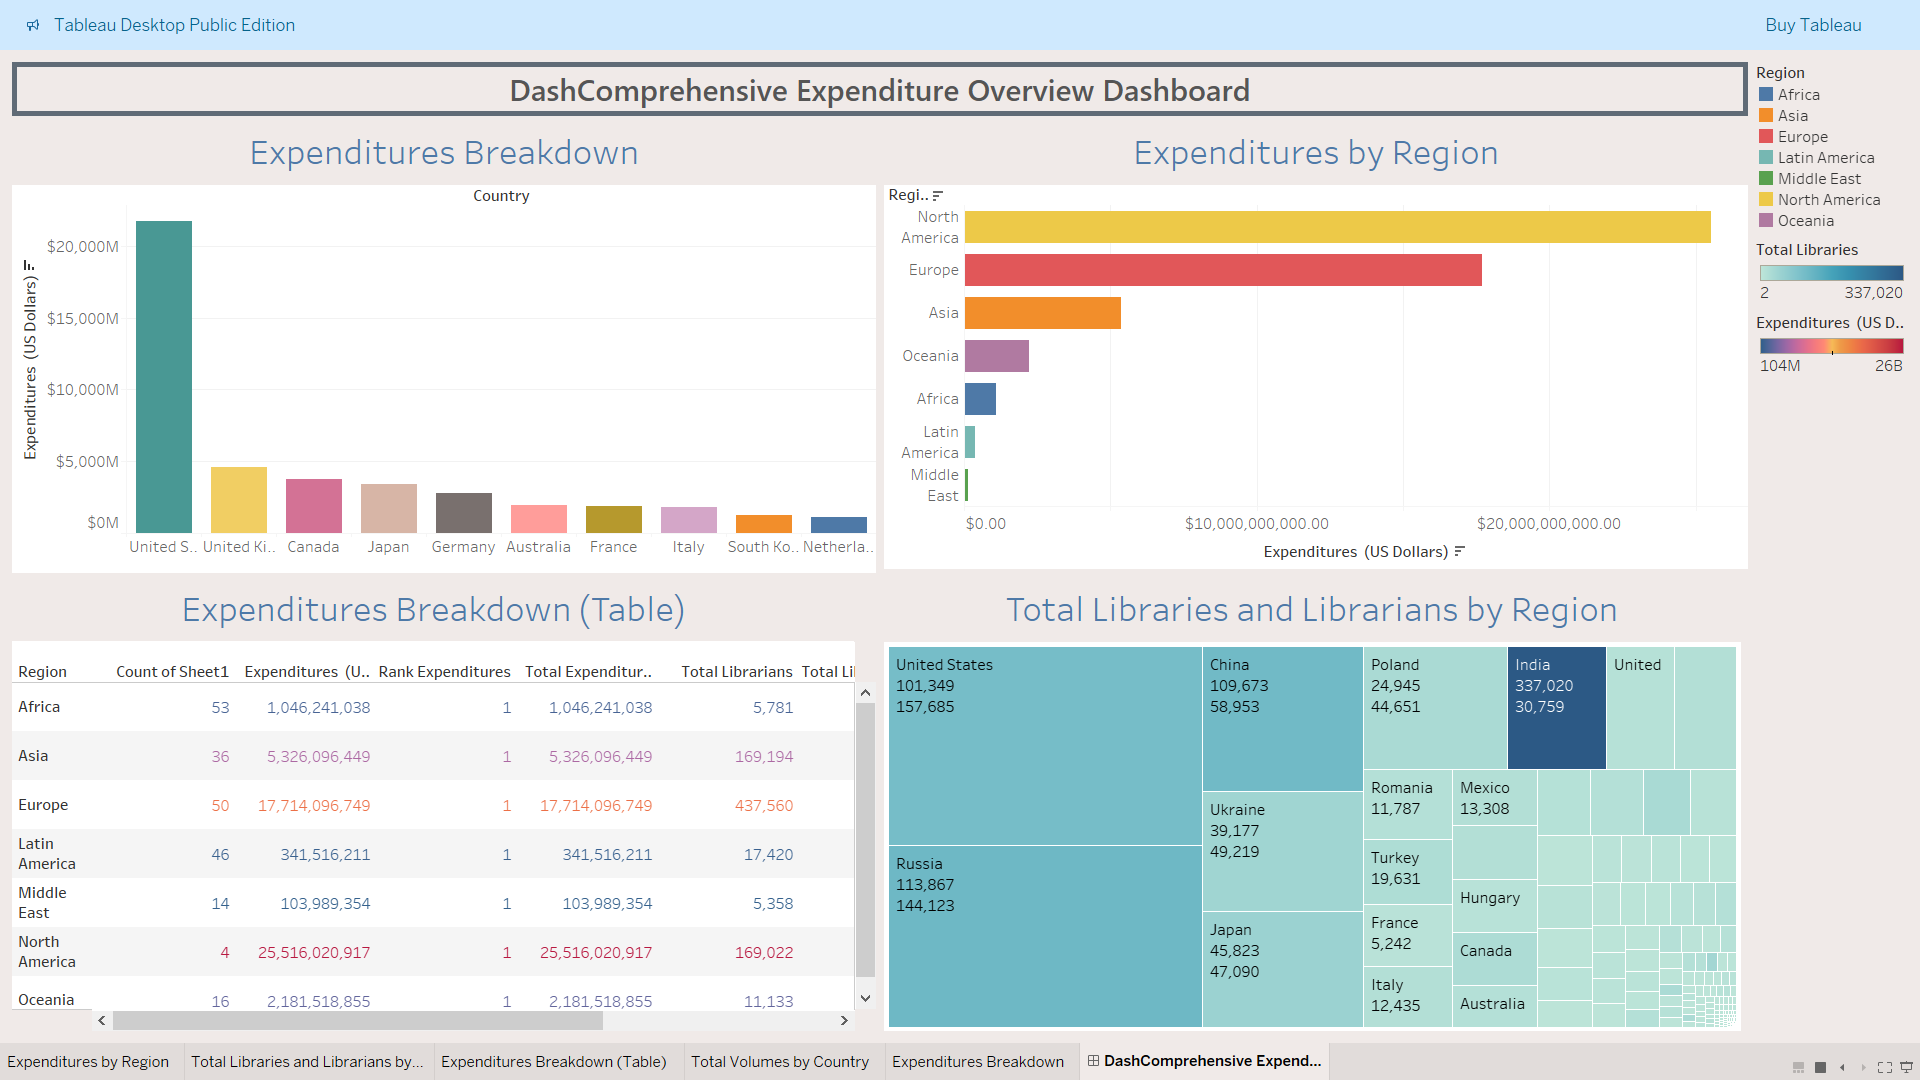 Tableau Desktop Public Edition
Buy Tableau
DashComprehensive Expenditure Overview Dashboard
Expenditures Breakdown
Country
Expenditures (US Dollars)
$20,000M
$15,000M
$10,000M
$5,000M
$0M
United S.. United Ki.. Canada Japan Germany Australia France Italy South Ko.. Netherla..
Expenditures by Region
Regi..
North
America
Europe
Asia
Oceania
Africa
Latin
America
Middle
East
$0.00 $10,000,000,000.00 $20,000,000,000.00
Expenditures (US Dollars)
Region
Africa
Asia
Europe
Latin America
Middle East
North America
Oceania
Total Libraries
2 337,020
Expenditures (US D..
104M 26B
Expenditures Breakdown (Table)
Region Count of Sheet1 Expenditures (U.. Rank Expenditures Total Expenditur.. Total Librarians Total Li
Africa 53 1,046,241,038 1 1,046,241,038 5,781
Asia 36 5,326,096,449 1 5,326,096,449 169,194
Europe 50 17,714,096,749 1 17,714,096,749 437,560
Latin
America 46 341,516,211 1 341,516,211 17,420
Middle
East 14 103,989,354 1 103,989,354 5,358
North
America 4 25,516,020,917 1 25,516,020,917 169,022
Oceania 16 2,181,518,855 1 2,181,518,855 11,133
Total Libraries and Librarians by Region
United States
101,349
157,685
Russia
113,867
144,123
China
109,673
58,953
Ukraine
39,177
49,219
Japan
45,823
47,090
Poland
24,945
44,651
India
337,020
30,759
United
Romania
11,787
Turkey
19,631
France
5,242
Italy
12,435
Mexico
13,308
Hungary
Canada
Australia
Expenditures by Region
Total Libraries and Librarians by...
Expenditures Breakdown (Table)
Total Volumes by Country
Expenditures Breakdown
DashComprehensive Expend...